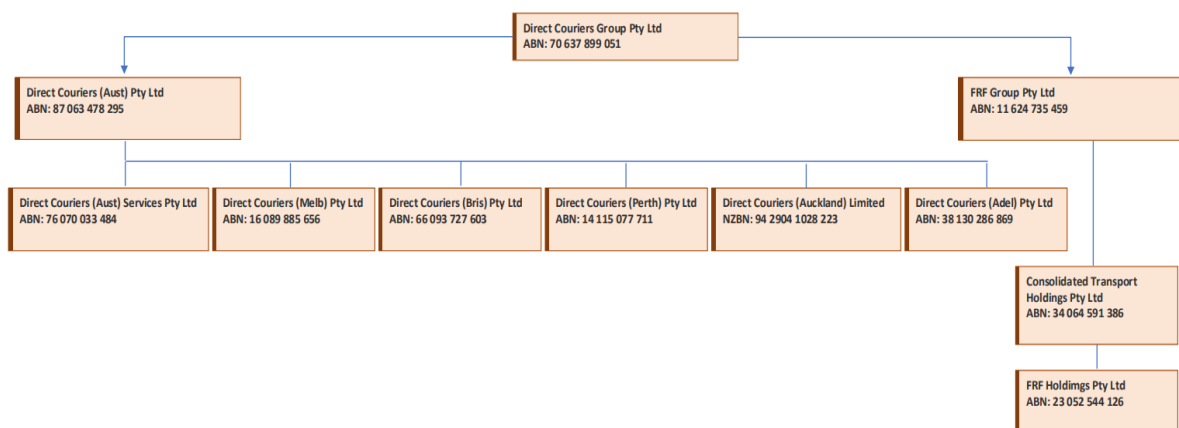 Direct Couriers Group Pty Ltd
ABN: 70 637 899 051
Direct Couriers (Aust) Pty Ltd
ABN: 87 063 478 295
FRF Group Pty Ltd
ABN: 11 624 735 459
Direct Couriers (Aust) Services Pty Ltd
ABN: 76 070 033 484
Direct Couriers (Melb) Pty Ltd
ABN: 16 089 885 656
Direct Couriers (Bris) Pty Ltd
ABN: 66 093 727 603
Direct Couriers (Perth) Pty Ltd
ABN: 14 115 077 711
Direct Couriers (Auckland) Limited
NZBN: 94 2904 1028 223
Direct Couriers (Adel) Pty Ltd
ABN: 38 130 286 869
Consolidated Transport
Holdings Pty Ltd
ABN: 34 064 591 386
FRF Holdimgs Pty Ltd
ABN: 23 052 544 126